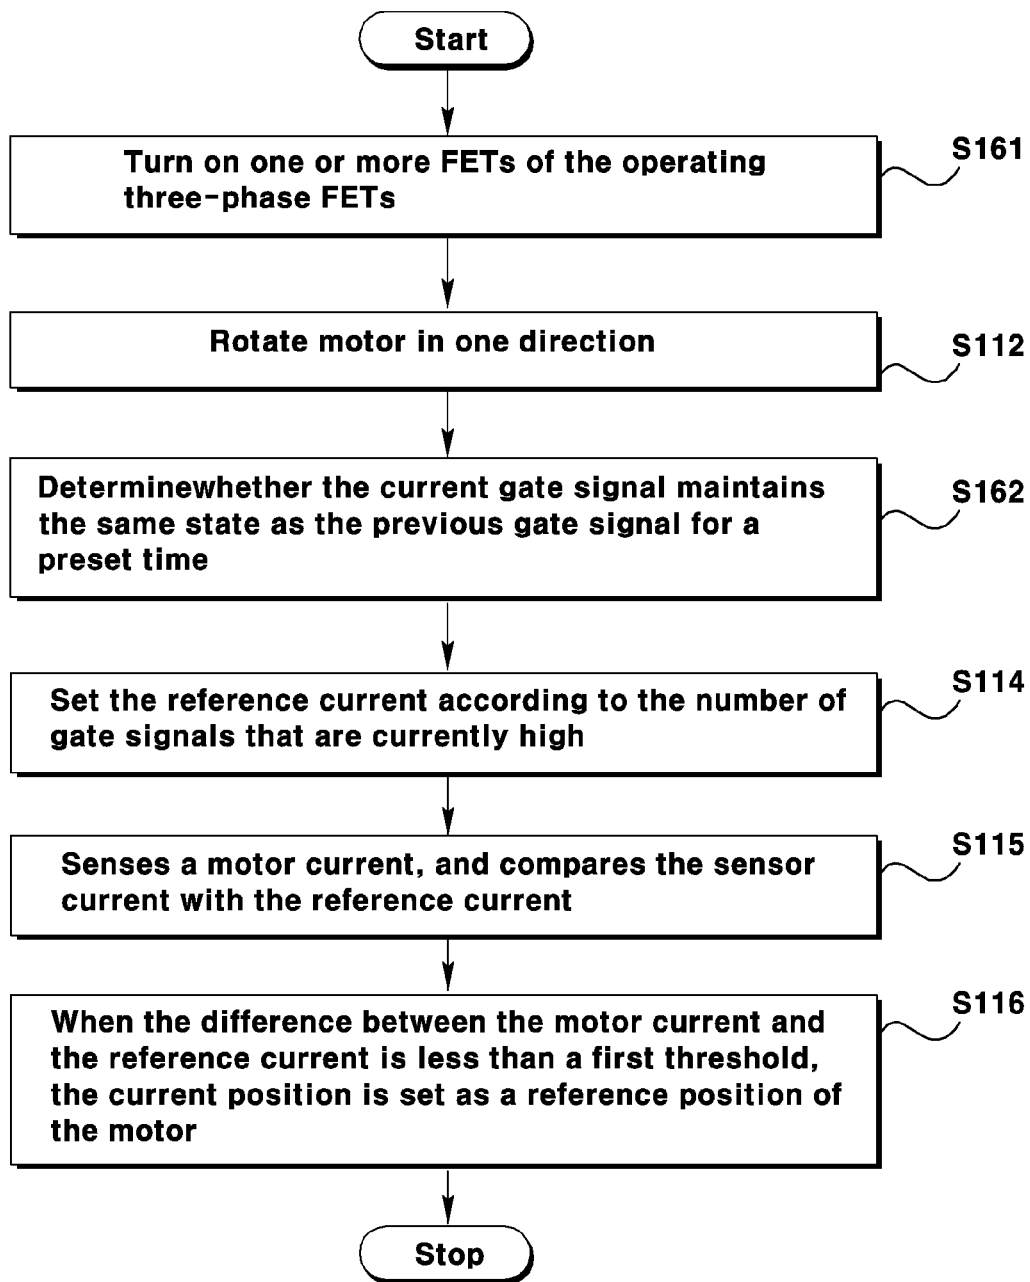 Start
Turn on one or more FETs of the operating
three-phase FETs
S161
Rotate motor in one direction
S112
Determinewhether the current gate signal maintains
the same state as the previous gate signal for a
preset time
S162
Set the reference current according to the number of
gate signals that are currently high
S114
Senses a motor current, and compares the sensor
current with the reference current
S115
When the difference between the motor current and
the reference current is less than a first threshold,
the current position is set as a reference position of
the motor
S116
Stop